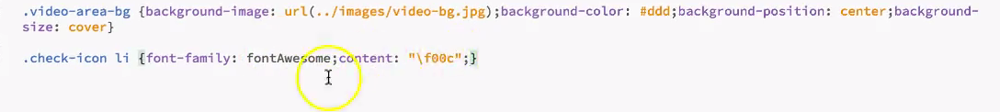 .video-area-bg {background-image: url(../images/video-bg.jpg);background-color: #ddd;background-position: center;background-
size: cover}
.check-icon li {font-family: fontAwesome;content: "\f00c";}